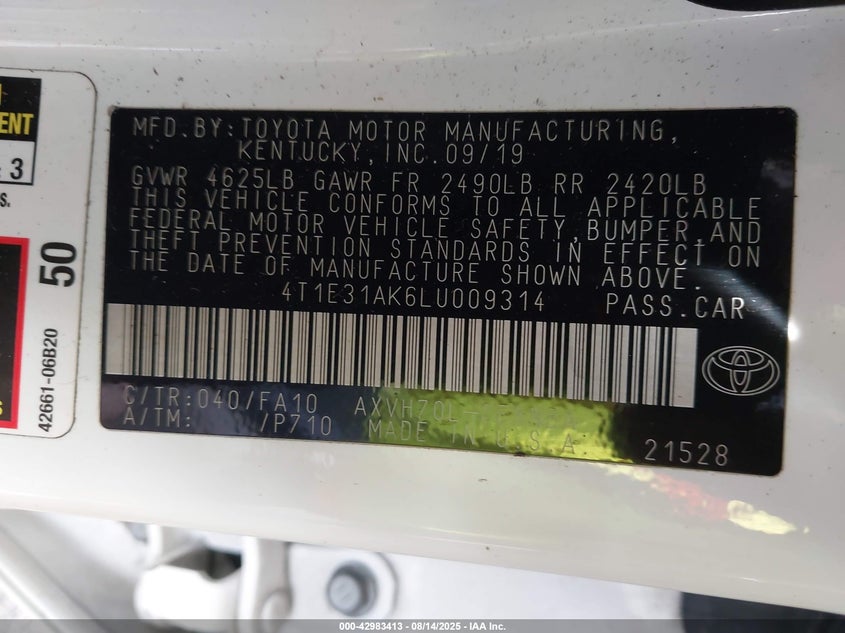 MFD.BY:TOYOTA MOTOR MANUFACTURING,
KENTUCKY, INC. 09/19
GVWR 4625LB GAWR FR 2490LB RR 2420LB
THIS VEHICLE CONFORMS TO ALL APPLICABLE
FEDERAL MOTOR VEHICLE SAFETY, BUMPER, AND
THEFT PREVENTION STANDARDS IN EFFECT ON
THE DATE OF MANUFACTURE SHOWN ABOVE.
4T1E31AK6LU009314 PASS.CAR
C/TR:040/FA10
A/TM: /P710 MADE IN U.S.A
21528
ENT
3
s.
50
42661-06B20
000-42983413 - 08/14/2025 - IAA Inc.